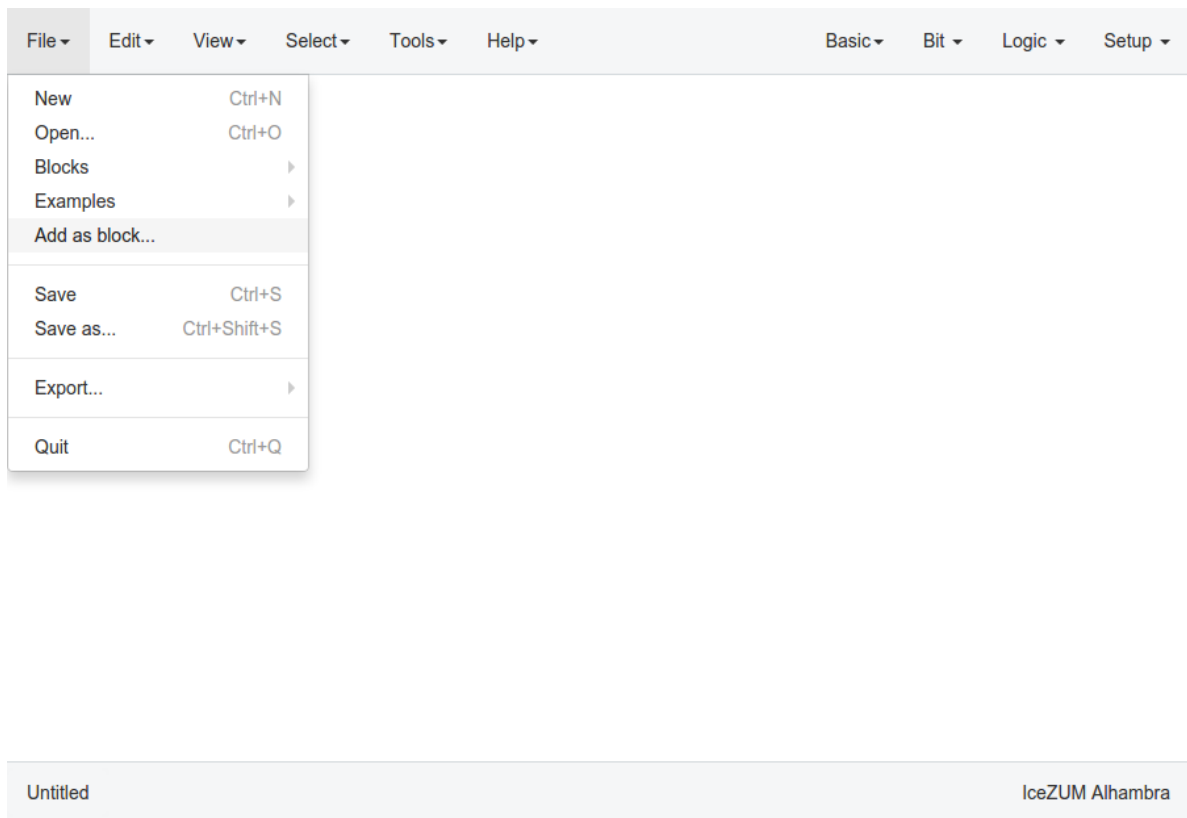 File Edit View Select Tools Help Basic Bit Logic Setup
New Ctrl+N
Open... Ctrl+O
Blocks
Examples
Add as block...
Save Ctrl+S
Save as... Ctrl+Shift+S
Export...
Quit Ctrl+Q
Untitled IceZUM Alhambra